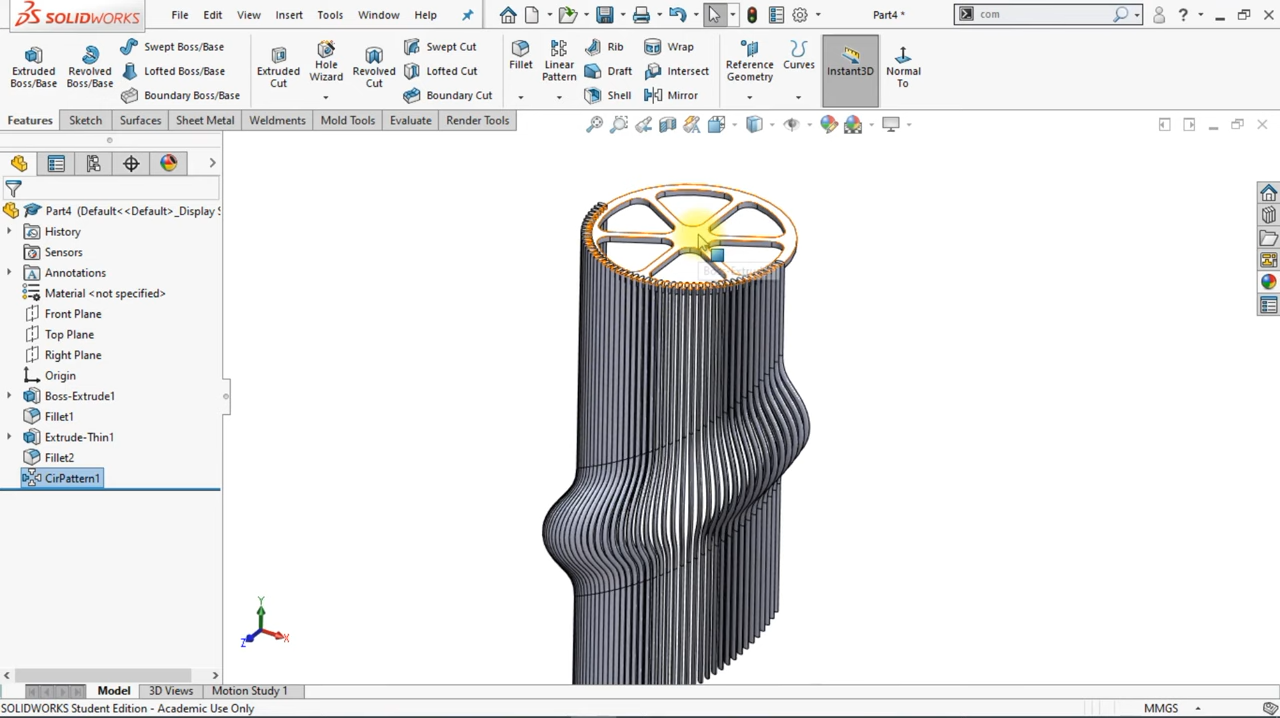 SOLIDWORKS File Edit View Insert Tools Window Help Part4 * com ?
Extruded Boss/Base
Revolved Boss/Base
Swept Boss/Base
Lofted Boss/Base
Boundary Boss/Base
Extruded Cut
Hole Wizard
Revolved Cut
Swept Cut
Lofted Cut
Boundary Cut
Fillet
Linear Pattern
Rib
Draft
Shell
Wrap
Intersect
Mirror
Reference Geometry
Curves
Instant3D
Normal To
Features Sketch Surfaces Sheet Metal Weldments Mold Tools Evaluate Render Tools
Part4 (Default<<Default>_Display S
History
Sensors
Annotations
Material <not specified>
Front Plane
Top Plane
Right Plane
Origin
Boss-Extrude1
Fillet1
Extrude-Thin1
Fillet2
CirPattern1
Y
X
Z
Model 3D Views Motion Study 1
SOLIDWORKS Student Edition - Academic Use Only MMGS